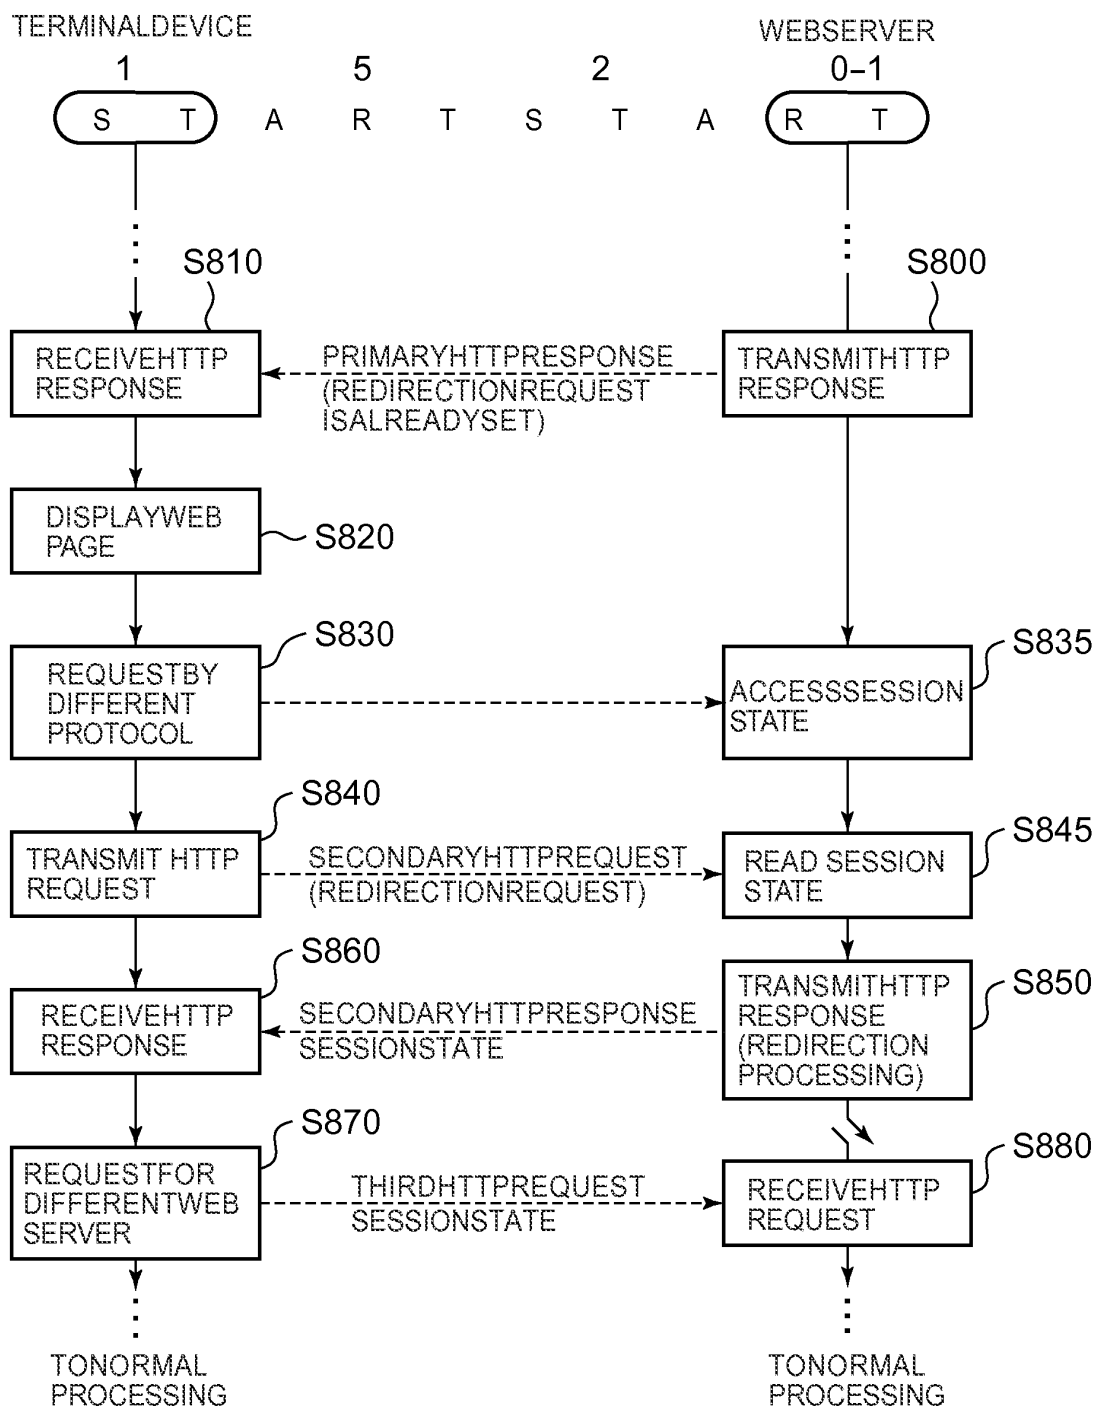 TERMINALDEVICE
WEBSERVER
1 5 2 0–1
S T A R T S T A R T
S810
S800
RECEIVEHTTP
RESPONSE
PRIMARYHTTPRESPONSE
(REDIRECTIONREQUEST
ISALREADYSET)
TRANSMITHTTP
RESPONSE
DISPLAYWEB
PAGE
S820
S830
S835
REQUESTBY
DIFFERENT
PROTOCOL
ACCESSSESSION
STATE
S840
S845
TRANSMIT HTTP
REQUEST
SECONDARYHTTPREQUEST
(REDIRECTIONREQUEST)
READ SESSION
STATE
S860
S850
RECEIVEHTTP
RESPONSE
SECONDARYHTTPRESPONSE
SESSIONSTATE
TRANSMITHTTP
RESPONSE
(REDIRECTION
PROCESSING)
S870
S880
REQUESTFOR
DIFFERENTWEB
SERVER
THIRDHTTPREQUEST
SESSIONSTATE
RECEIVEHTTP
REQUEST
TONORMAL
PROCESSING
TONORMAL
PROCESSING